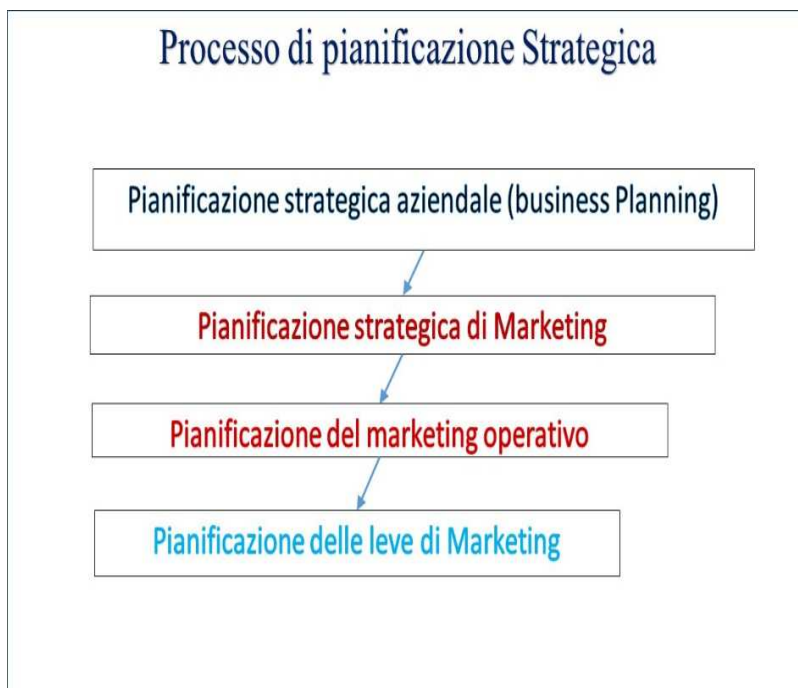 Processo di pianificazione Strategica
Pianificazione strategica aziendale (business Planning)
Pianificazione strategica di Marketing
Pianificazione del marketing operativo
Pianificazione delle leve di Marketing